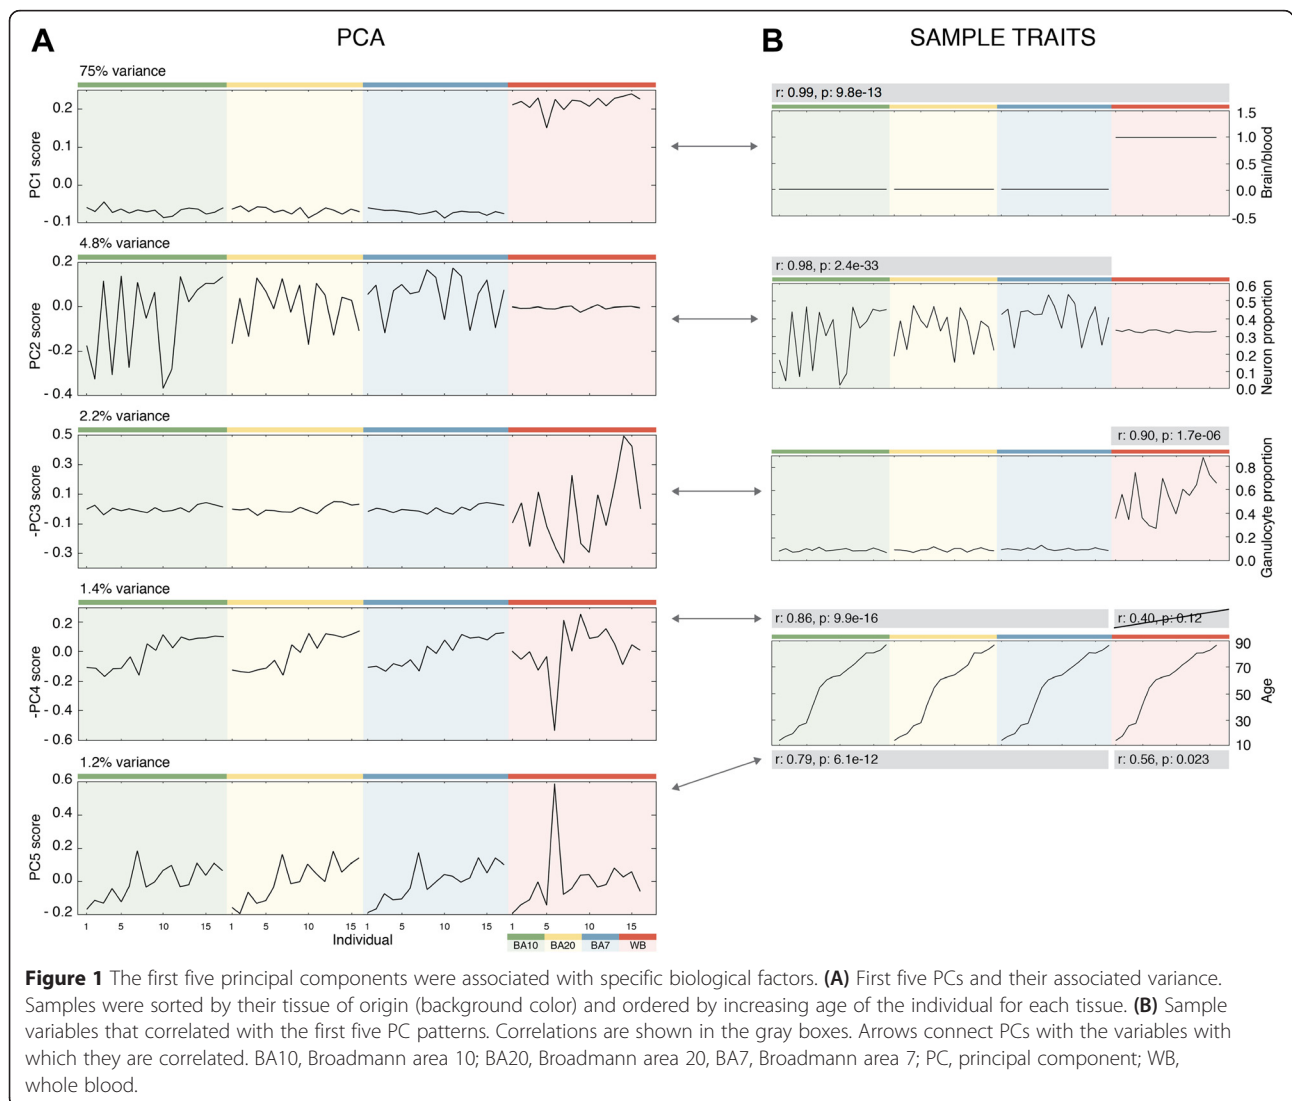 A PCA B SAMPLE TRAITS
75% variance
0.2
0.1
0.0
- 0.1
PC1 score
r: 0.99, p: 9.8e-13
1.5
1.0
0.5
0.0
-0.5
Brain/blood
4.8% variance
0.2
0.0
-0.2
- 0.4
PC2 score
r: 0.98, p: 2.4e-33
0.6
0.5
0.4
0.3
0.2
0.1
0.0
Neuron proportion
2.2% variance
0.5
0.3
0.1
- 0.1
- 0.3
-PC3 score
r: 0.90, p: 1.7e-06
0.8
0.6
0.4
0.2
0.0
Ganulocyte proportion
1.4% variance
0.2
0.0
- 0.2
- 0.4
- 0.6
-PC4 score
r: 0.86, p: 9.9e-16
r: 0.40, p: 0.12
90
70
50
30
10
Age
r: 0.79, p: 6.1e-12
r: 0.56, p: 0.023
1.2% variance
0.6
0.4
0.2
0.0
- 0.2
PC5 score
1 5 10 15 1 5 10 15 1 5 10 15 1 5 10 15
Individual
BA10 BA20 BA7 WB
Figure 1 The first five principal components were associated with specific biological factors. (A) First five PCs and their associated variance.
Samples were sorted by their tissue of origin (background color) and ordered by increasing age of the individual for each tissue. (B) Sample
variables that correlated with the first five PC patterns. Correlations are shown in the gray boxes. Arrows connect PCs with the variables with
which they are correlated. BA10, Broadmann area 10; BA20, Broadmann area 20, BA7, Broadmann area 7; PC, principal component; WB,
whole blood.